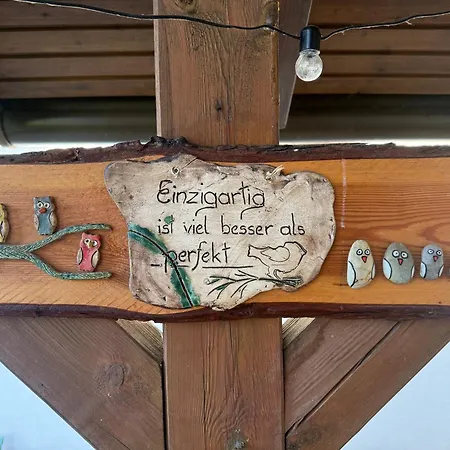 Einzigartig
ist viel besser als
perfekt